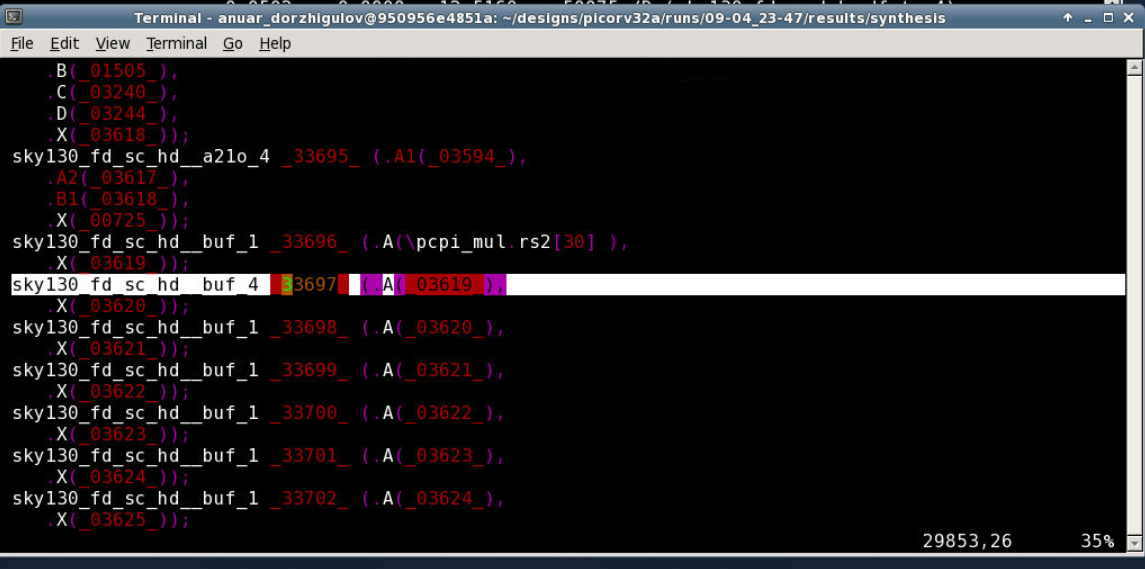 Terminal - anuar_dorzhigulov@950956e4851a: ~/designs/picorv32a/runs/09-04_23-47/results/synthesis
File Edit View Terminal Go Help
.B(_01505_),
.C(_03240_),
.D(_03244_),
.X(_03618_));
sky130_fd_sc_hd__a21o_4 _33695_ (.A1(_03594_),
.A2(_03617_),
.B1(_03618_),
.X(_00725_));
sky130_fd_sc_hd__buf_1 _33696_ (.A(\pcpi_mul.rs2[30] ),
.X(_03619_));
sky130_fd_sc_hd__buf_4 _33697_ (.A(_03619_),
.X(_03620_));
sky130_fd_sc_hd__buf_1 _33698_ (.A(_03620_),
.X(_03621_));
sky130_fd_sc_hd__buf_1 _33699_ (.A(_03621_),
.X(_03622_));
sky130_fd_sc_hd__buf_1 _33700_ (.A(_03622_),
.X(_03623_));
sky130_fd_sc_hd__buf_1 _33701_ (.A(_03623_),
.X(_03624_));
sky130_fd_sc_hd__buf_1 _33702_ (.A(_03624_),
.X(_03625_));
29853,26 35%